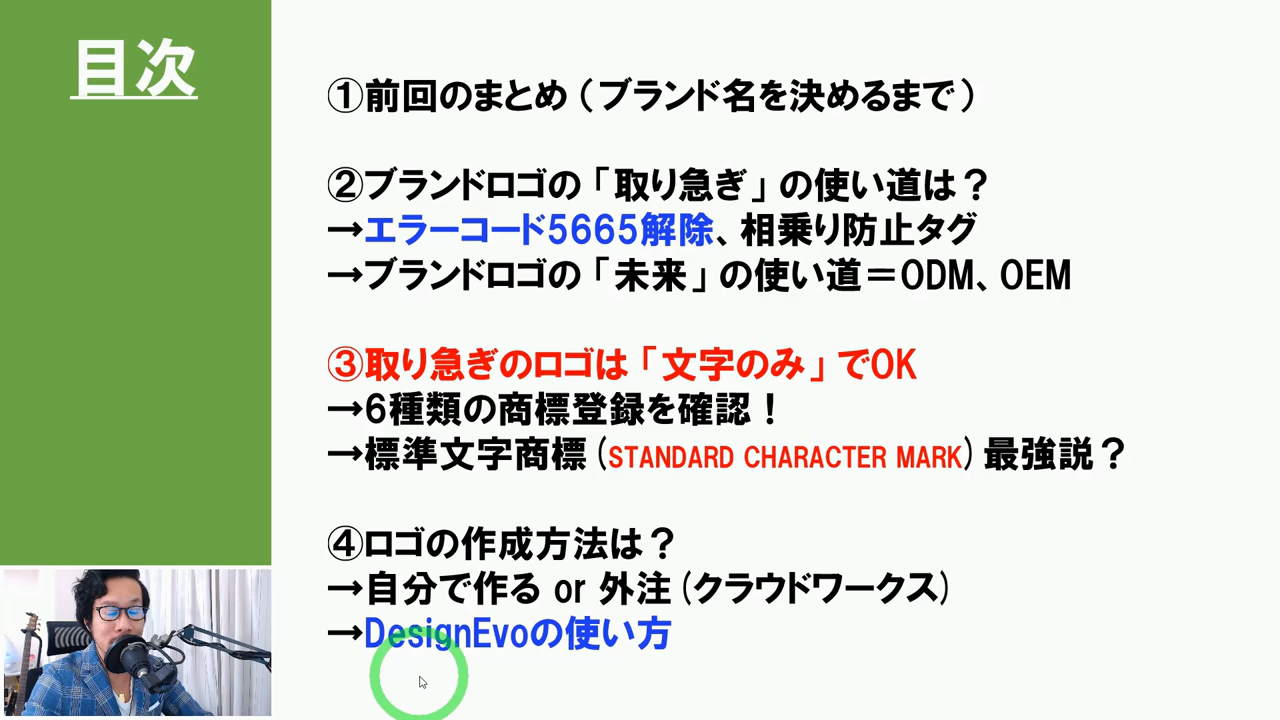 目次
①前回のまとめ（ブランド名を決めるまで）
②ブランドロゴの「取り急ぎ」の使い道は？
→エラーコード5665解除、相乗り防止タグ
→ブランドロゴの「未来」の使い道＝ODM、OEM
③取り急ぎのロゴは「文字のみ」でOK
→6種類の商標登録を確認！
→標準文字商標(STANDARD CHARACTER MARK)最強説？
④ロゴの作成方法は？
→自分で作る or 外注(クラウドワークス)
→DesignEvoの使い方